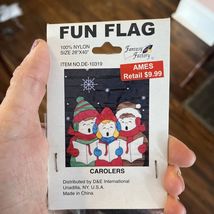 FUN FLAG
100% NYLON
SIZE 28"X40"
ITEM NO.DE-10319
Fantasy
Factory
AMES
Retail $9.99
CAROLERS
Distributed by D&E International
Unadilla, NY, U.S.A.
Made in China